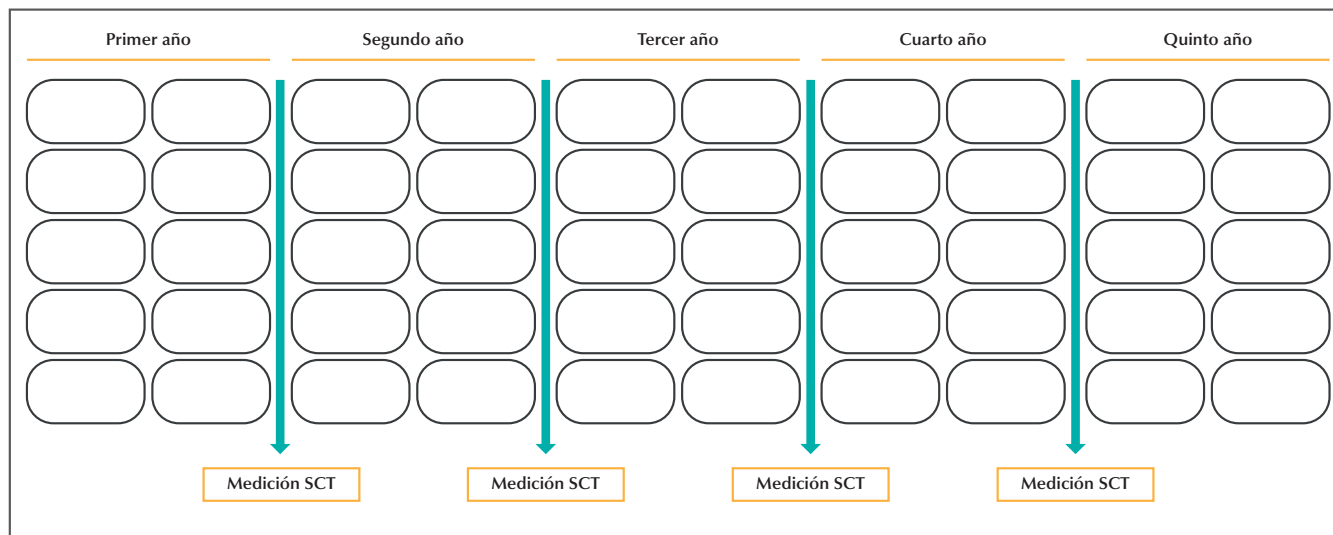 Primer año
Segundo año
Tercer año
Cuarto año
Quinto año
Medición SCT
Medición SCT
Medición SCT
Medición SCT